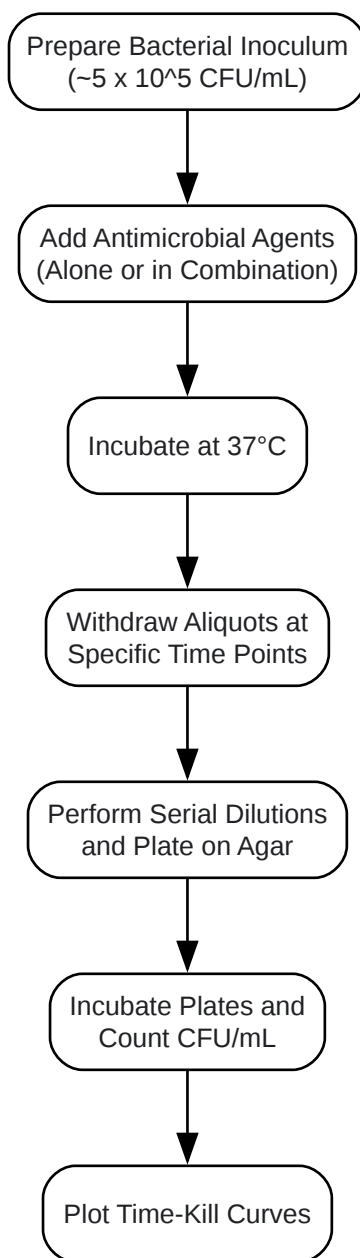 Prepare Bacterial Inoculum
(~5 x 10^5 CFU/mL)
Add Antimicrobial Agents
(Alone or in Combination)
Incubate at 37°C
Withdraw Aliquots at
Specific Time Points
Perform Serial Dilutions
and Plate on Agar
Incubate Plates and
Count CFU/mL
Plot Time-Kill Curves